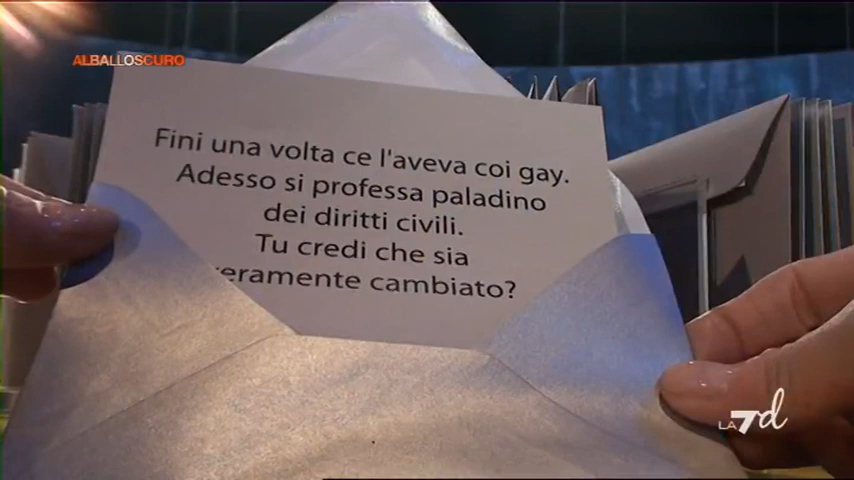 ALBALLOSCURO
Fini una volta ce l'aveva coi gay.
Adesso si professa paladino
dei diritti civili.
Tu credi che sia
veramente cambiato?
LA7d